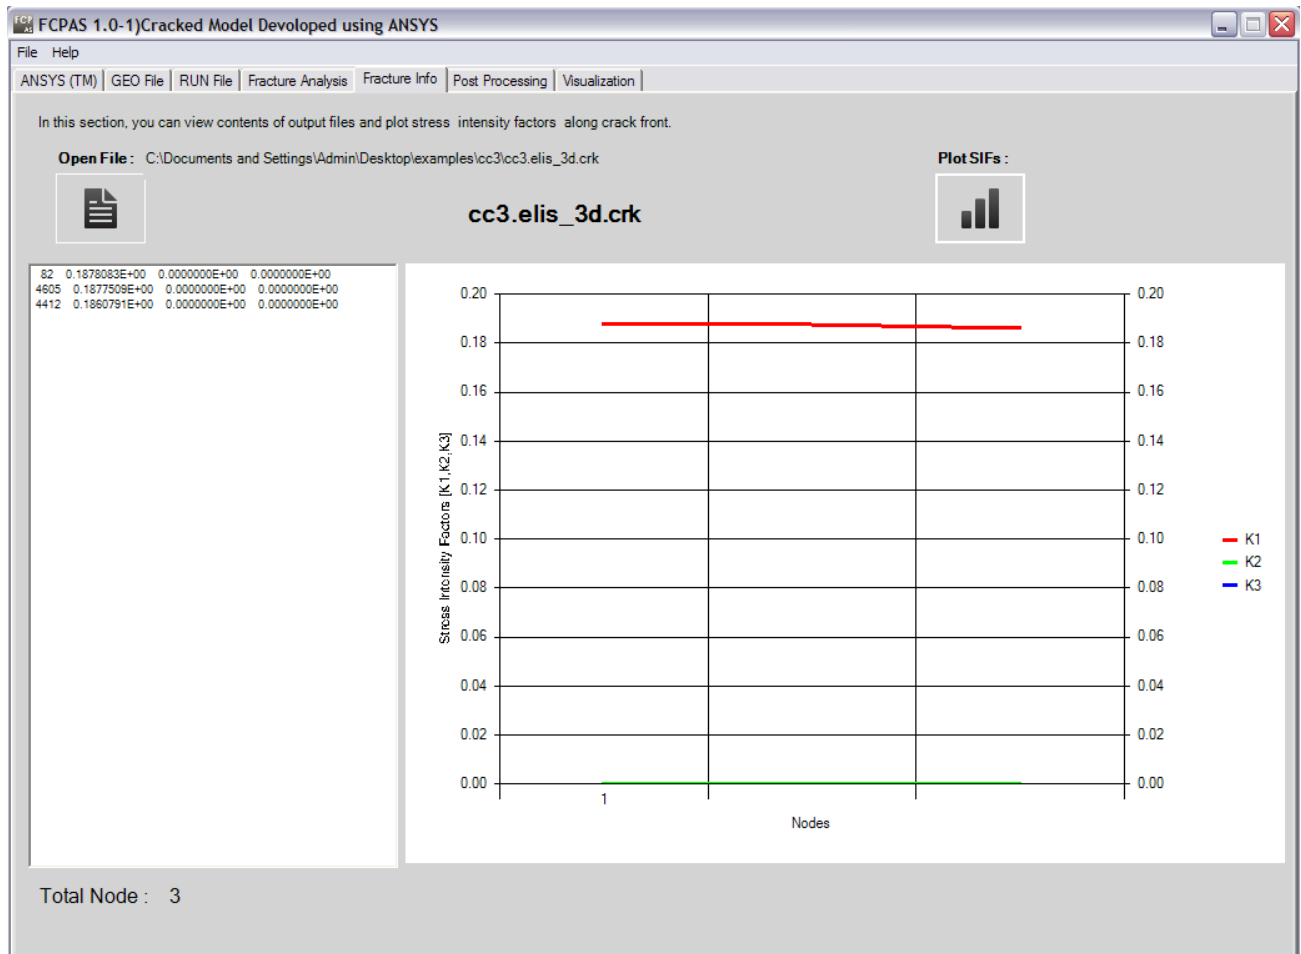 FCPAS 1.0-1)Cracked Model Devoloped using ANSYS
File Help
ANSYS (TM) GEO File RUN File Fracture Analysis Fracture Info Post Processing Visualization
In this section, you can view contents of output files and plot stress intensity factors along crack front.
Open File : C:\Documents and Settings\Admin\Desktop\examples\cc3\cc3.elis_3d.crk
Plot SIFs :
cc3.elis_3d.crk
82 0.1878083E+00 0.0000000E+00 0.0000000E+00
4605 0.1877509E+00 0.0000000E+00 0.0000000E+00
4412 0.1860791E+00 0.0000000E+00 0.0000000E+00
Stress Intensity Factors [K1,K2,K3]
0.20 0.20
0.18 0.18
0.16 0.16
0.14 0.14
0.12 0.12
0.10 0.10
0.08 0.08
0.06 0.06
0.04 0.04
0.02 0.02
0.00 0.00
1
Nodes
K1
K2
K3
Total Node : 3